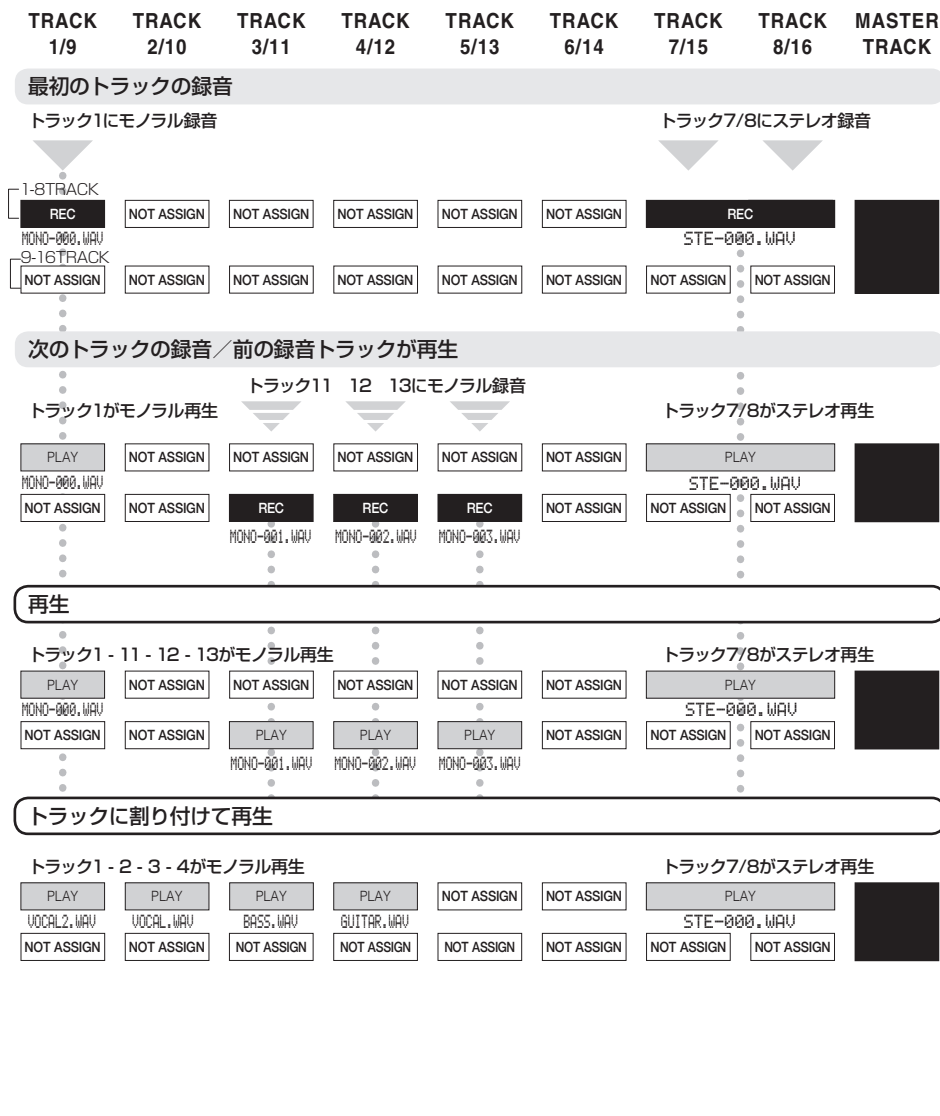 TRACK TRACK TRACK TRACK TRACK TRACK TRACK TRACK MASTER
1/9 2/10 3/11 4/12 5/13 6/14 7/15 8/16 TRACK
最初のトラックの録音
トラック1にモノラル録音 トラック7/8にステレオ録音
1-8TRACK
REC NOT ASSIGN NOT ASSIGN NOT ASSIGN NOT ASSIGN NOT ASSIGN REC
MONO-000.WAV STE-000.WAV
9-16TRACK
NOT ASSIGN NOT ASSIGN NOT ASSIGN NOT ASSIGN NOT ASSIGN NOT ASSIGN NOT ASSIGN NOT ASSIGN
次のトラックの録音／前の録音トラックが再生
トラック11 12 13にモノラル録音
トラック1がモノラル再生 トラック7/8がステレオ再生
PLAY NOT ASSIGN NOT ASSIGN NOT ASSIGN NOT ASSIGN NOT ASSIGN PLAY
MONO-000.WAV STE-000.WAV
NOT ASSIGN NOT ASSIGN REC REC REC NOT ASSIGN NOT ASSIGN NOT ASSIGN
MONO-001.WAV MONO-002.WAV MONO-003.WAV
再生
トラック1 - 11 - 12 - 13がモノラル再生 トラック7/8がステレオ再生
PLAY NOT ASSIGN NOT ASSIGN NOT ASSIGN NOT ASSIGN NOT ASSIGN PLAY
MONO-000.WAV STE-000.WAV
NOT ASSIGN NOT ASSIGN PLAY PLAY PLAY NOT ASSIGN NOT ASSIGN NOT ASSIGN
MONO-001.WAV MONO-002.WAV MONO-003.WAV
トラックに割り付けて再生
トラック1 - 2 - 3 - 4がモノラル再生 トラック7/8がステレオ再生
PLAY PLAY PLAY PLAY NOT ASSIGN NOT ASSIGN PLAY
VOCAL2.WAV VOCAL.WAV BASS.WAV GUITAR.WAV STE-000.WAV
NOT ASSIGN NOT ASSIGN NOT ASSIGN NOT ASSIGN NOT ASSIGN NOT ASSIGN NOT ASSIGN NOT ASSIGN